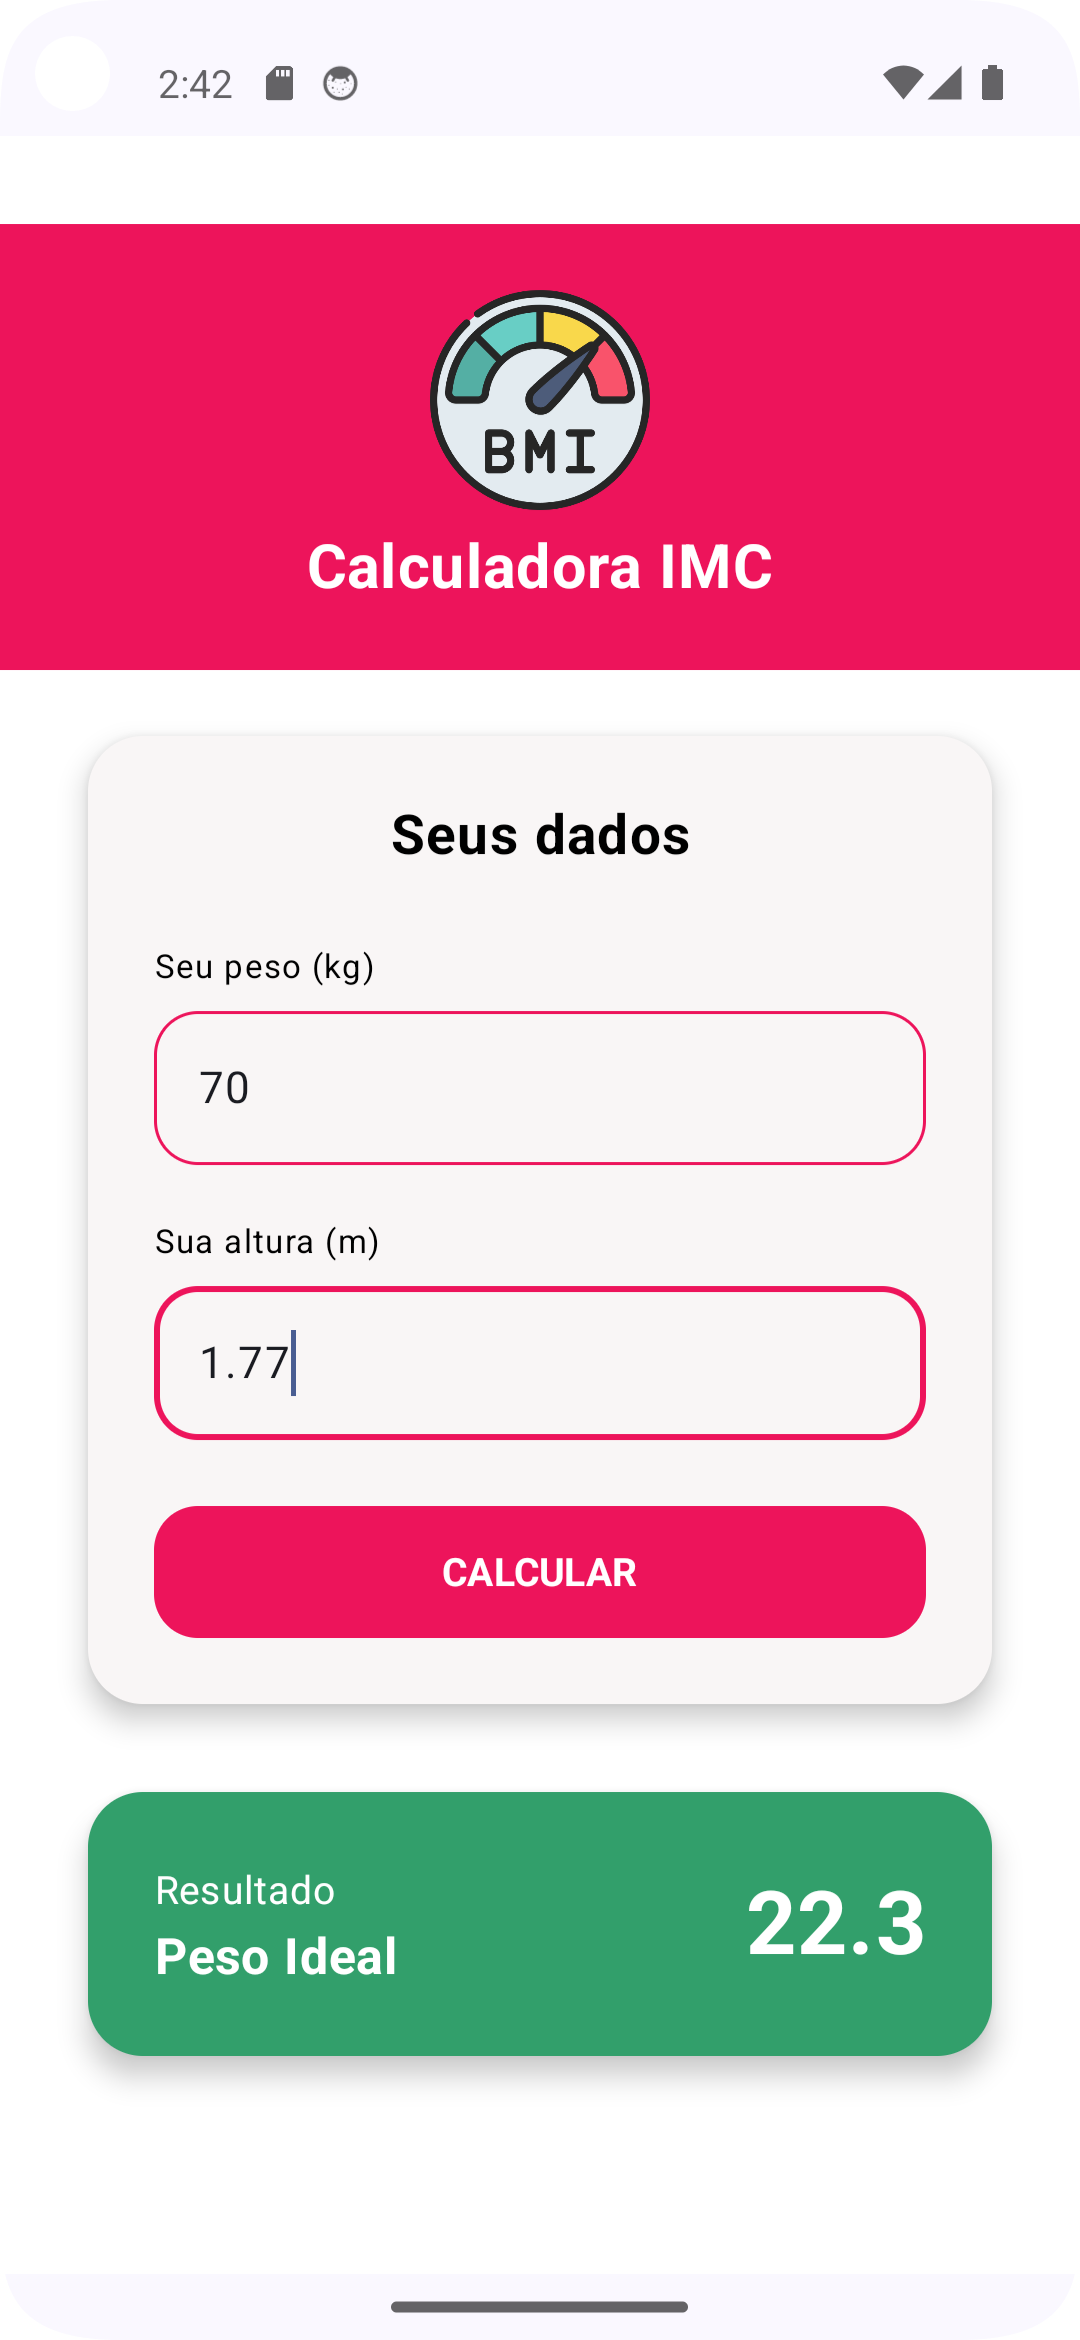 2:42
BMI
Calculadora IMC
Seus dados
Seu peso (kg)
70
Sua altura (m)
1.77
CALCULAR
Resultado
Peso Ideal
22.3